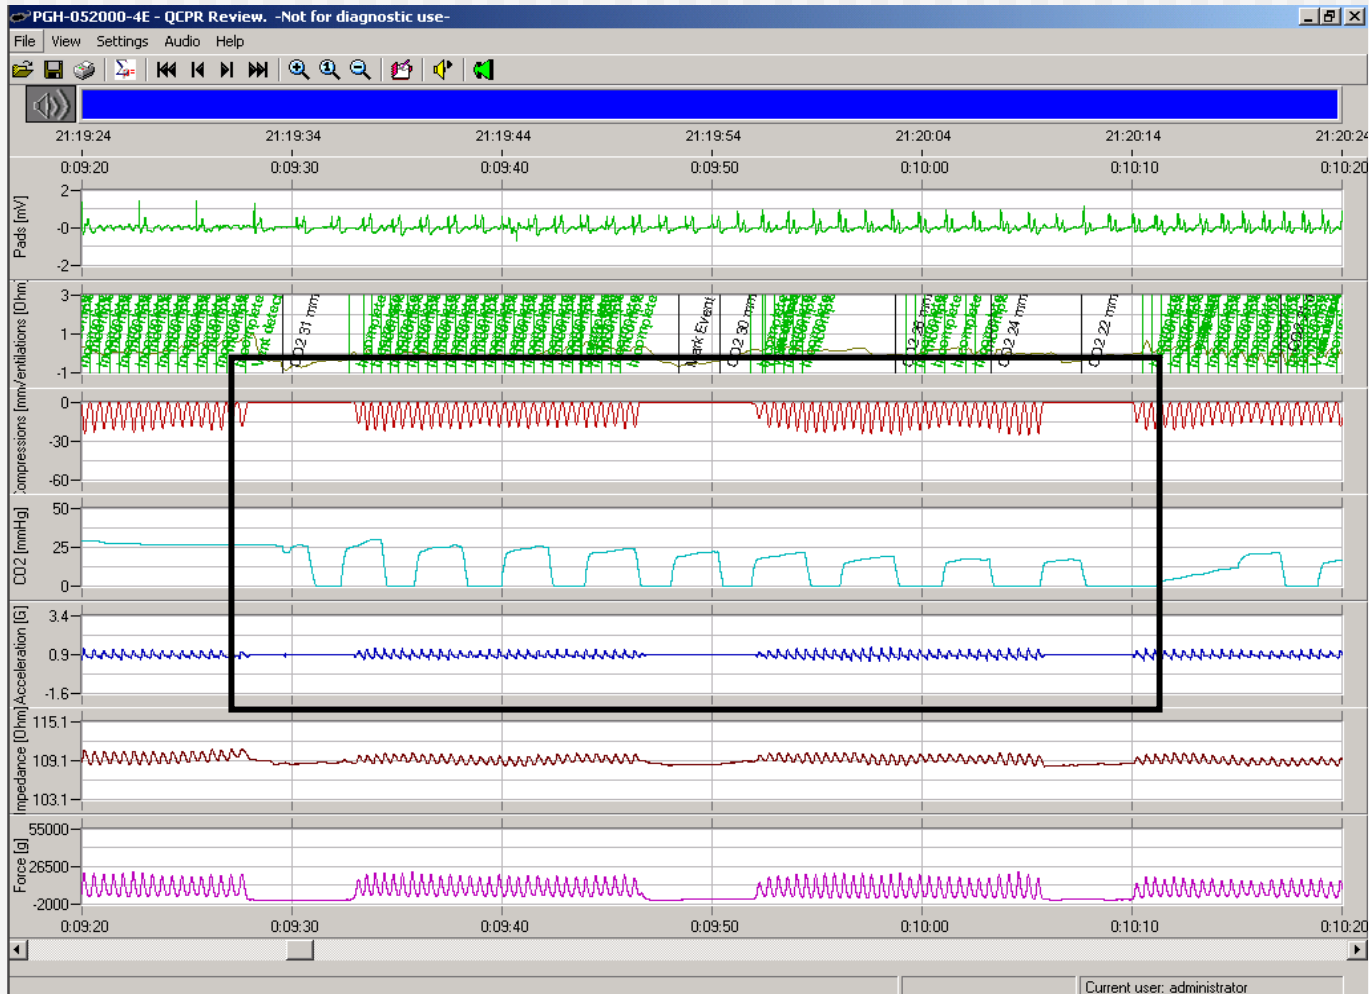 PGH-052000-4E - QCPR Review. -Not for diagnostic use-
File View Settings Audio Help
21:19:24 21:19:34 21:19:44 21:19:54 21:20:04 21:20:14 21:20:24
0:09:20 0:09:30 0:09:40 0:09:50 0:10:00 0:10:10 0:10:20
Pads [mV]
2
-0
-2
Compressions [mm/entilations [Ohm]
3
1
-1
CO2 31 mm
Mark Event
CO2 30 mm
CO2 26 mm
CO2 24 mm
CO2 22 mm
0
-30
-60
CO2 [mmHg]
50
25
0
Acceleration [G]
3.4
0.9
-1.6
Impedance [Ohm]
115.1
109.1
103.1
Force [g]
55000
26500
-2000
0:09:20 0:09:30 0:09:40 0:09:50 0:10:00 0:10:10 0:10:20
Current user: administrator